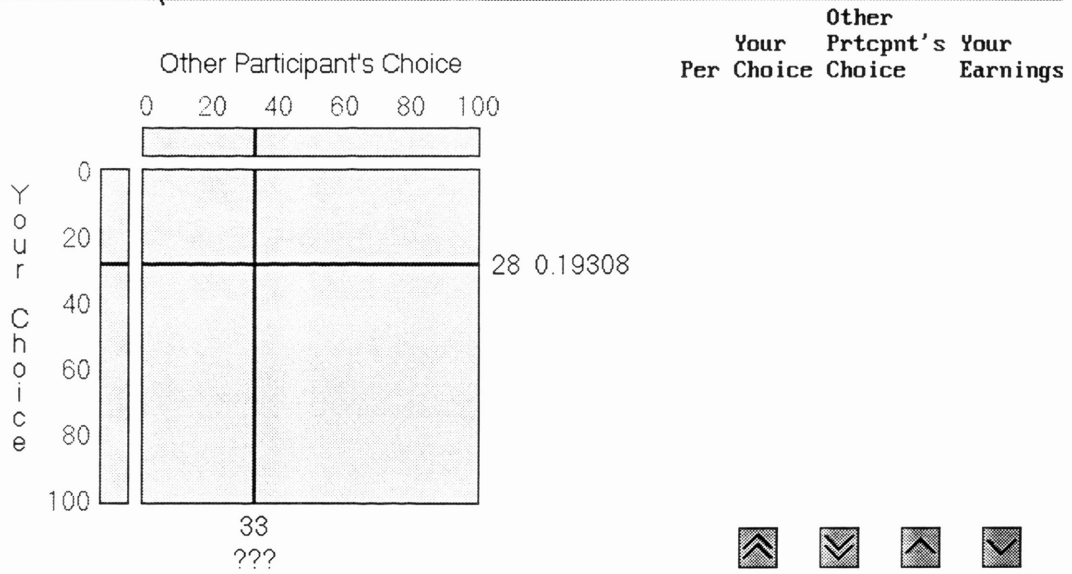 Other Participant's Choice
0 20 40 60 80 100
Your Choice
0
20
40
60
80
100
28 0.19308
33
???
Other
Your Prtcpnt's Your
Per Choice Choice Earnings